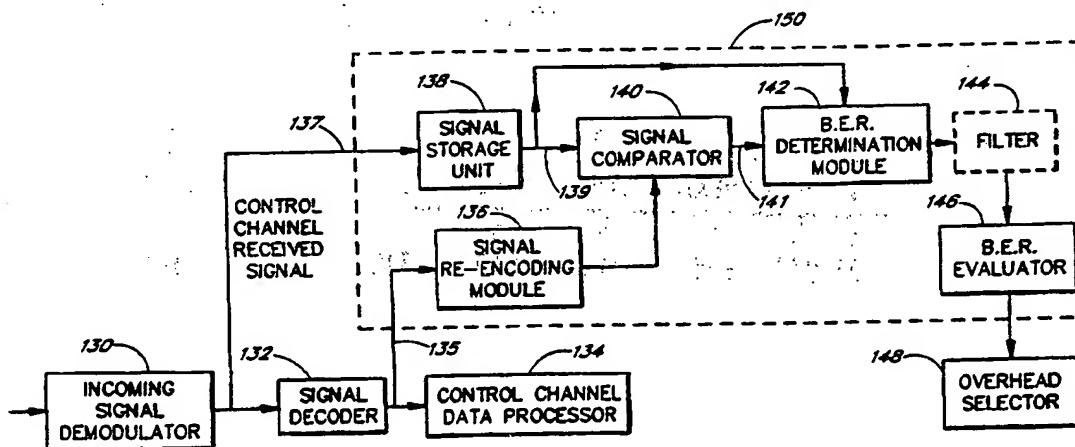 150
138
SIGNAL
STORAGE
UNIT
137
139
140
SIGNAL
COMPARATOR
141
142
B.E.R.
DETERMINATION
MODULE
144
FILTER
CONTROL
CHANNEL
RECEIVED
SIGNAL
136
SIGNAL
RE-ENCODING
MODULE
146
B.E.R.
EVALUATOR
130
INCOMING
SIGNAL
DEMODULATOR
132
SIGNAL
DECODER
135
134
CONTROL CHANNEL
DATA PROCESSOR
148
OVERHEAD
SELECTOR